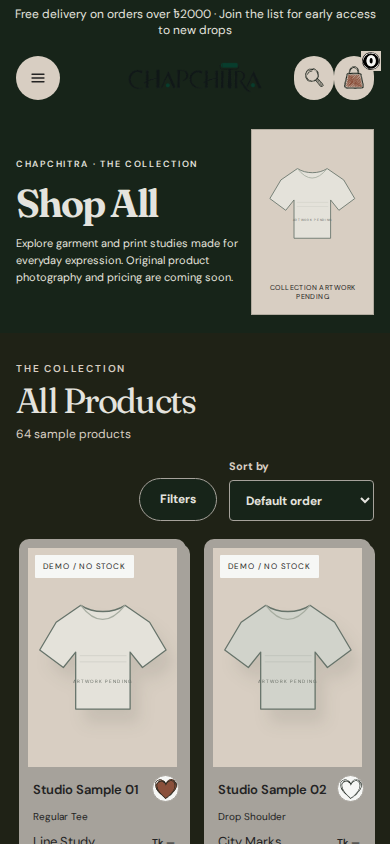 Free delivery on orders over ৳2000 · Join the list for early access
to new drops
CHAPCHITRA
0
CHAPCHITRA · THE COLLECTION
Shop All
Explore garment and print studies made for
everyday expression. Original product
photography and pricing are coming soon.
ARTWORK PENDING
COLLECTION ARTWORK
PENDING
THE COLLECTION
All Products
64 sample products
Sort by
Filters
Default order
DEMO / NO STOCK
DEMO / NO STOCK
ARTWORK PENDING
ARTWORK PENDING
Studio Sample 01
Studio Sample 02
Regular Tee
Drop Shoulder
Line Study
Tk —
City Marks
Tk —